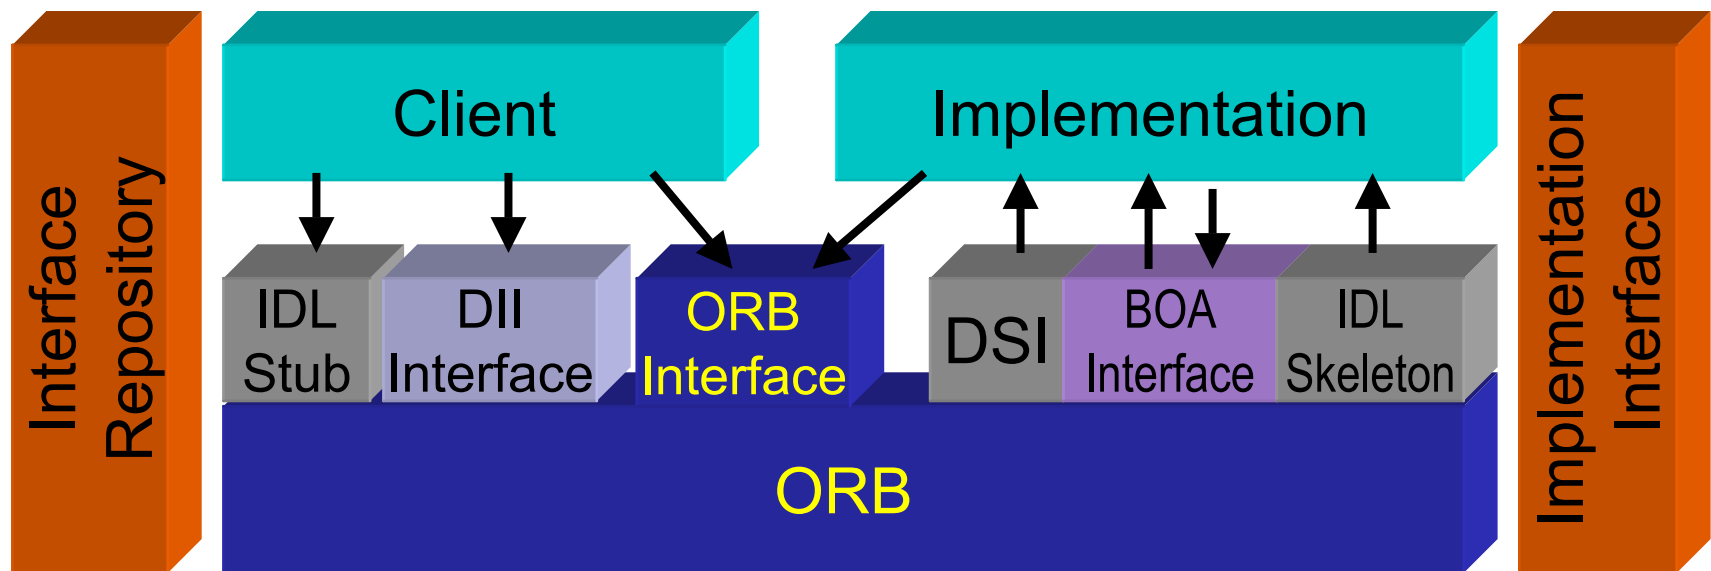 Interface
Repository
Client
Implementation
IDL
Stub
DII
Interface
ORB
Interface
DSI
BOA
Interface
IDL
Skeleton
ORB
Implementation
Interface